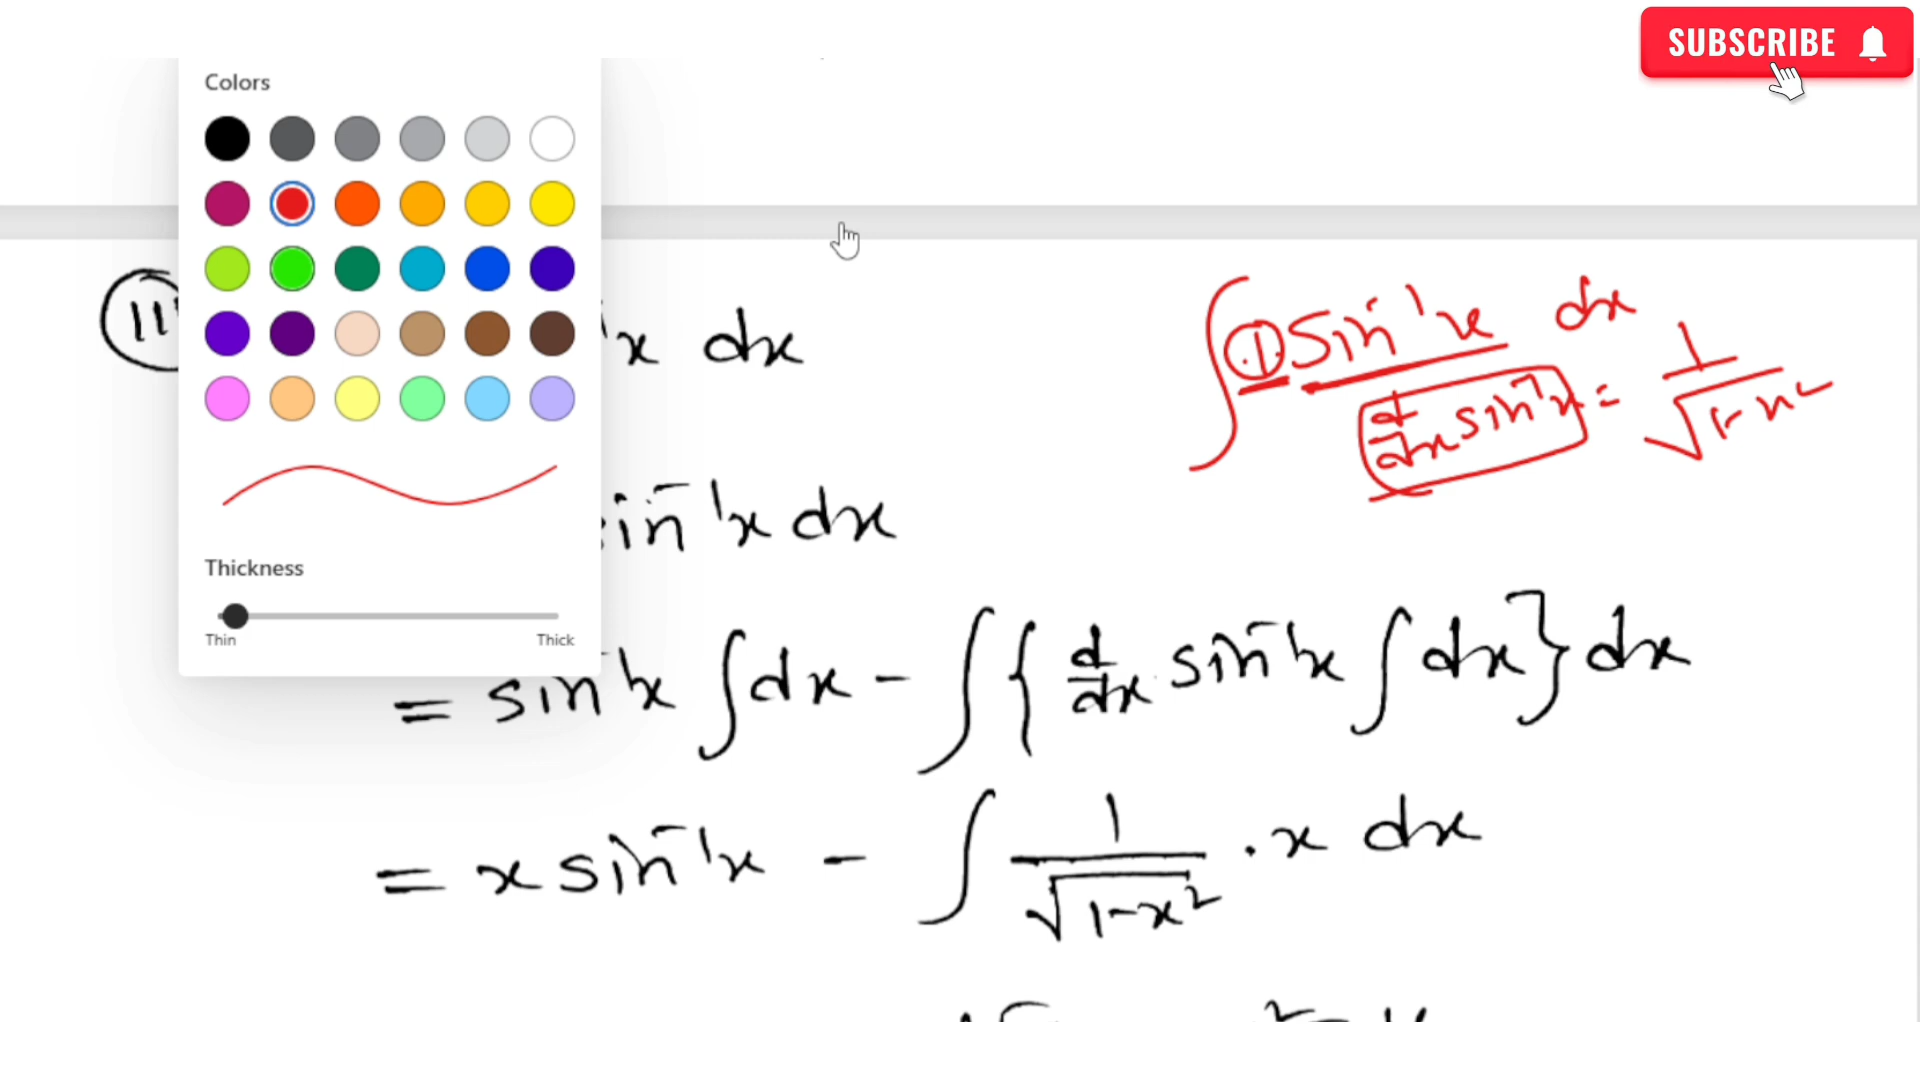 SUBSCRIBE
Colors
∫ 1 sin⁻¹x dx
d/dx sin⁻¹x = 1/√1-x²
x dx
sin⁻¹x dx
Thickness
Thin Thick
= sin⁻¹x ∫dx - ∫{d/dx sin⁻¹x ∫dx} dx
= x sin⁻¹x - ∫ 1/√1-x² . x dx